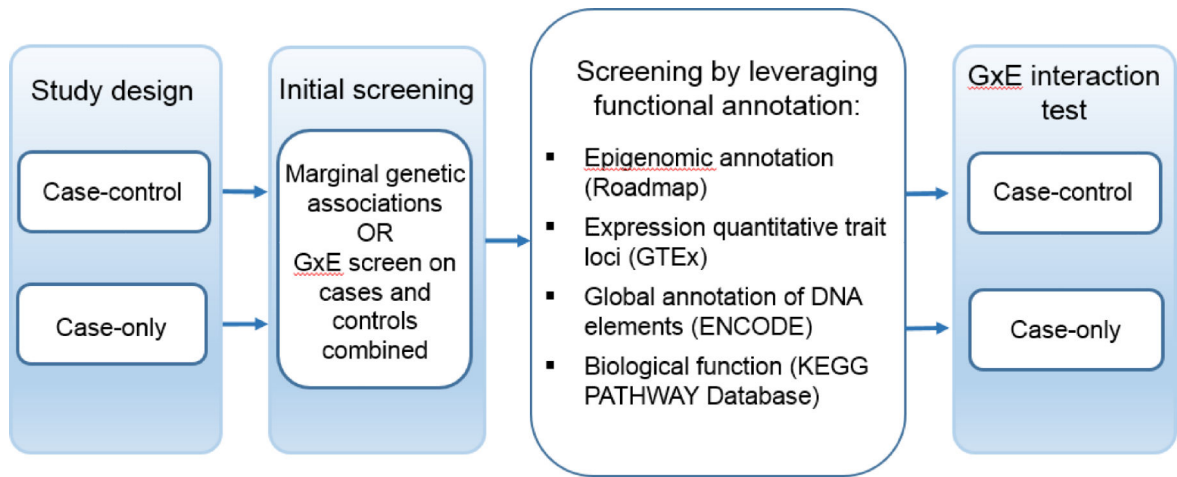 Study design
Case-control
Case-only
Initial screening
Marginal genetic
associations
OR
GxE screen on
cases and
controls
combined
Screening by leveraging
functional annotation:
▪ Epigenomic annotation
(Roadmap)
▪ Expression quantitative trait
loci (GTEx)
▪ Global annotation of DNA
elements (ENCODE)
▪ Biological function (KEGG
PATHWAY Database)
GxE interaction
test
Case-control
Case-only